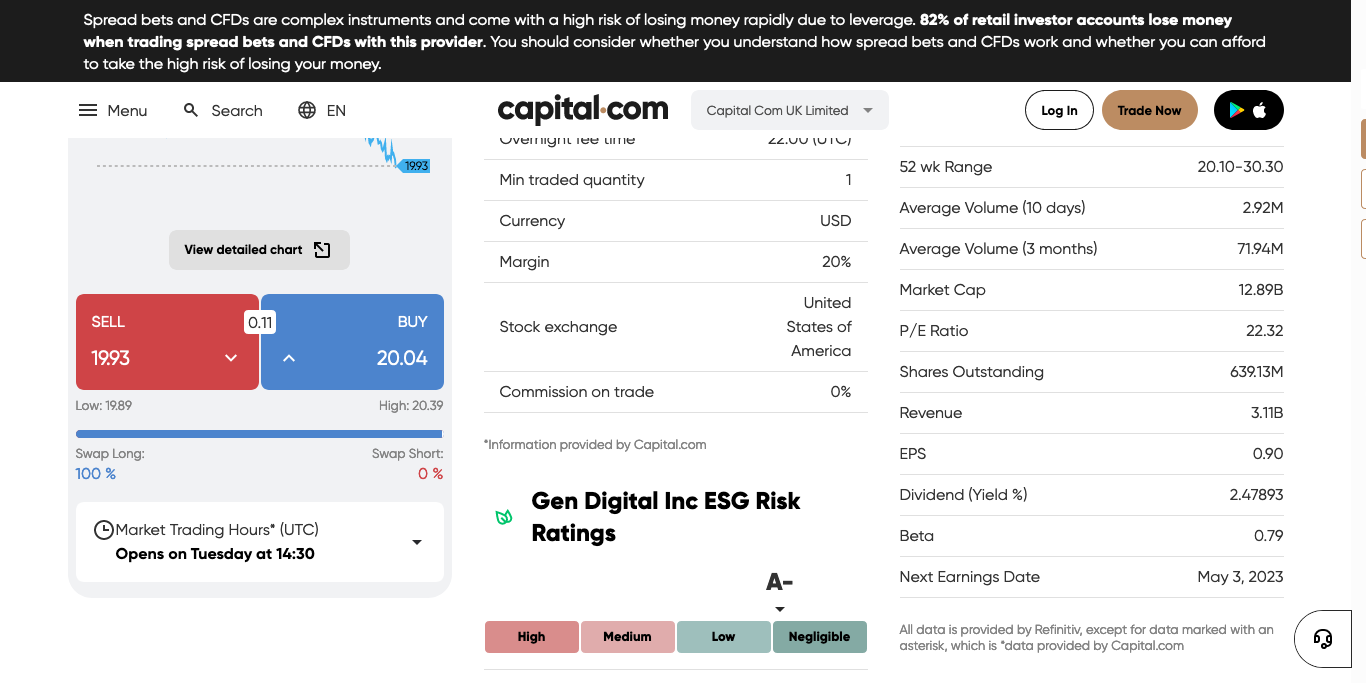 Spread bets and CFDs are complex instruments and come with a high risk of losing money rapidly due to leverage. 82% of retail investor accounts lose money
when trading spread bets and CFDs with this provider. You should consider whether you understand how spread bets and CFDs work and whether you can afford
to take the high risk of losing your money.
Menu
Search
EN
capital.com
Capital Com UK Limited
Log In
Trade Now
19.93
View detailed chart
SELL
19.93
0.11
BUY
20.04
Low: 19.89
High: 20.39
Swap Long:
100 %
Swap Short:
0 %
Market Trading Hours* (UTC)
Opens on Tuesday at 14:30
Overnight fee time
22:00 (UTC)
Min traded quantity
1
Currency
USD
Margin
20%
Stock exchange
United
States of
America
Commission on trade
0%
*Information provided by Capital.com
Gen Digital Inc ESG Risk
Ratings
A-
High
Medium
Low
Negligible
52 wk Range
20.10-30.30
Average Volume (10 days)
2.92M
Average Volume (3 months)
71.94M
Market Cap
12.89B
P/E Ratio
22.32
Shares Outstanding
639.13M
Revenue
3.11B
EPS
0.90
Dividend (Yield %)
2.47893
Beta
0.79
Next Earnings Date
May 3, 2023
All data is provided by Refinitiv, except for data marked with an
asterisk, which is *data provided by Capital.com